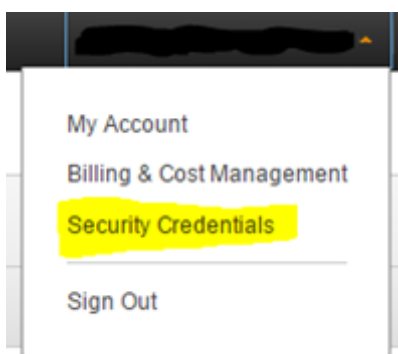 My Account
Billing & Cost Management
Security Credentials
Sign Out